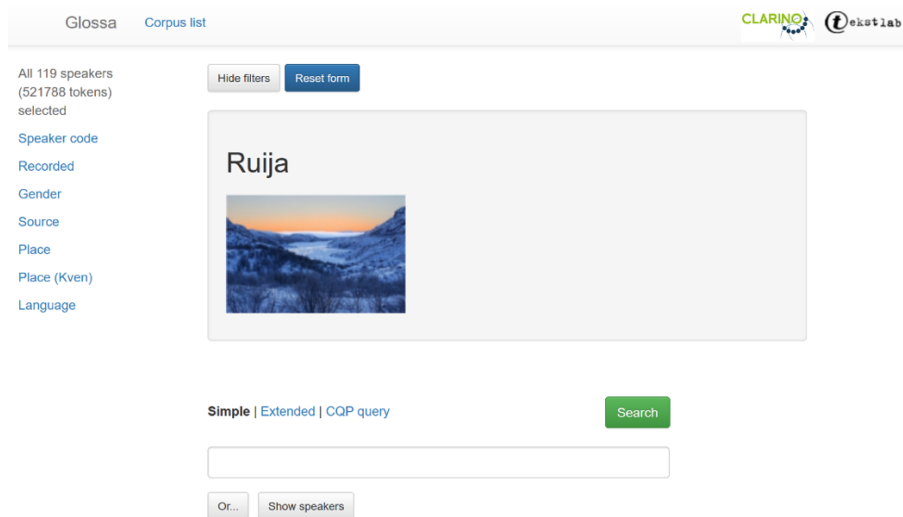 Glossa Corpus list CLARINO tekstlab
All 119 speakers
(521788 tokens)
selected
Speaker code
Recorded
Gender
Source
Place
Place (Kven)
Language
Hide filters Reset form
Ruija
Simple | Extended | CQP query Search
Or... Show speakers